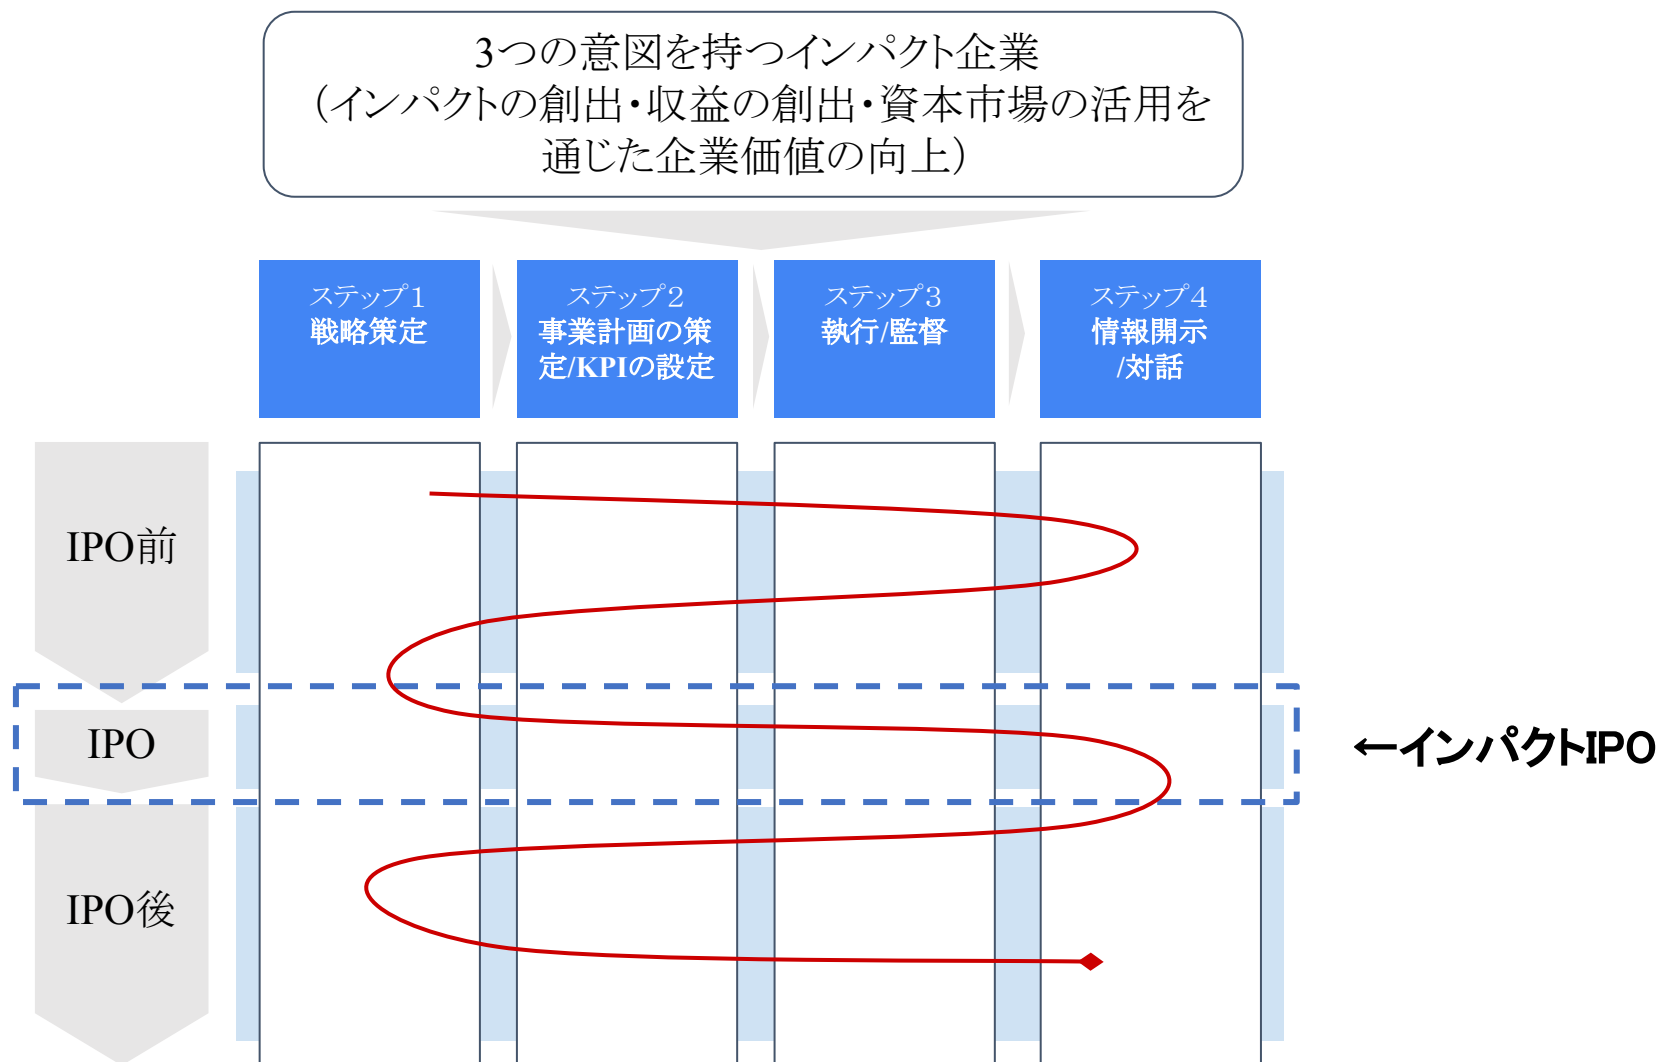 3つの意図を持つインパクト企業
（インパクトの創出・収益の創出・資本市場の活用を
通じた企業価値の向上）
ステップ１
戦略策定
ステップ２
事業計画の策
定/KPIの設定
ステップ３
執行/監督
ステップ４
情報開示
/対話
IPO前
IPO
←インパクトIPO
IPO後